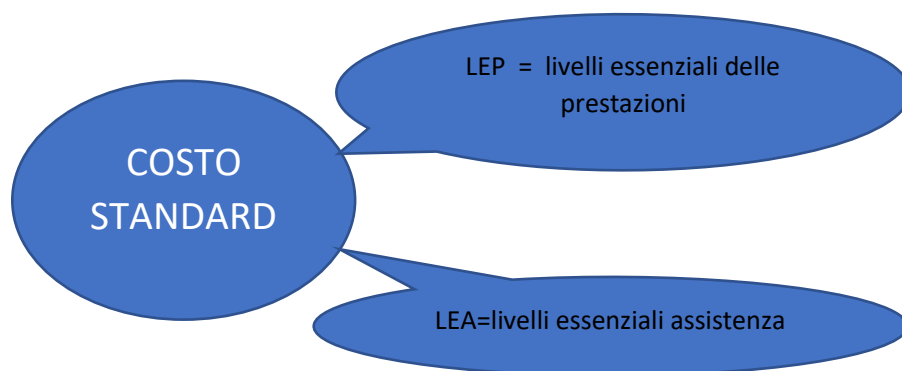 LEP = livelli essenziali delle
prestazioni
COSTO
STANDARD
LEA=livelli essenziali assistenza